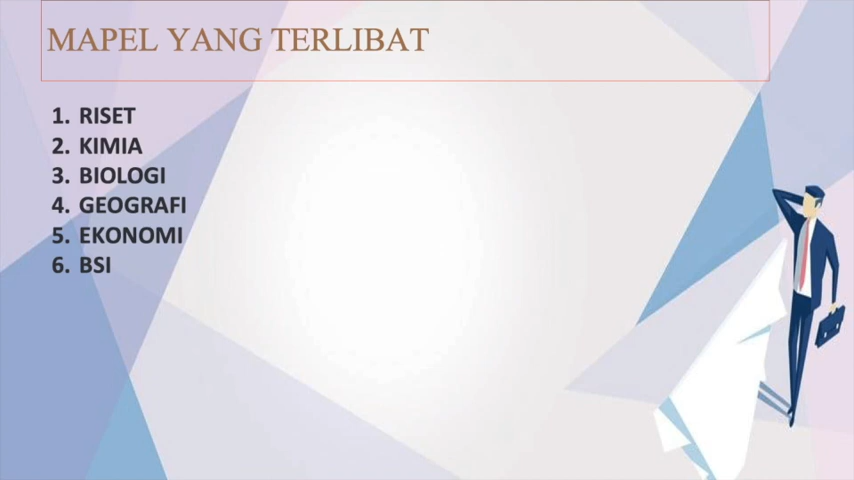 MAPEL YANG TERLIBAT
1. RISET
2. KIMIA
3. BIOLOGI
4. GEOGRAFI
5. EKONOMI
6. BSI